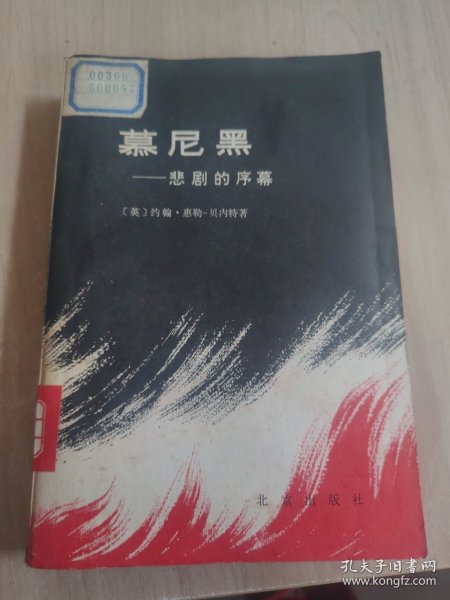 慕尼黑
——悲剧的序幕
〔英〕约翰·惠勒-贝内特著
北京出版社
孔夫子旧书网
www.kongfz.com